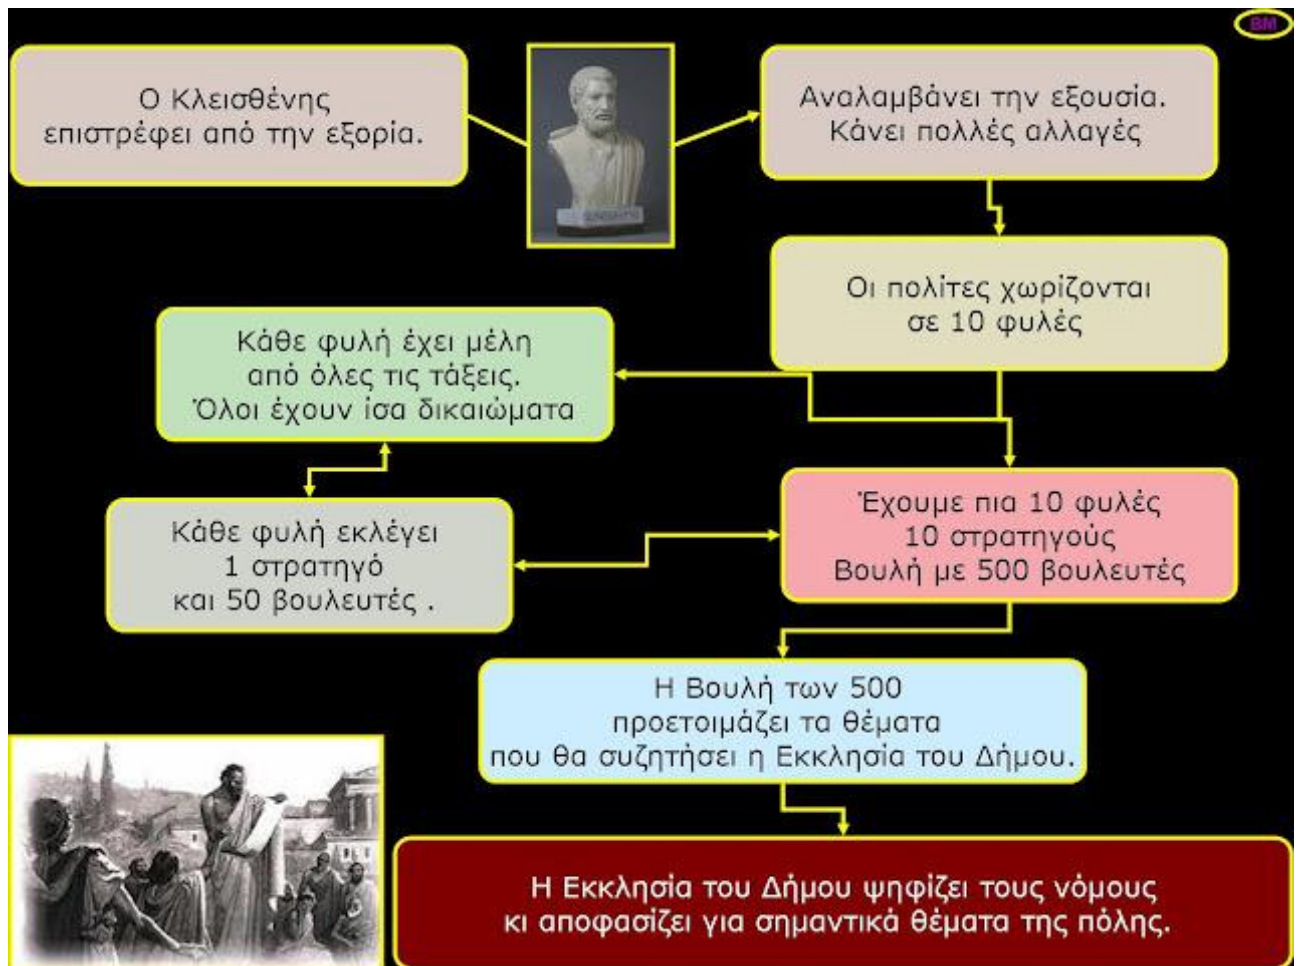 BM
Ο Κλεισθένης
επιστρέφει από την εξορία.
Αναλαμβάνει την εξουσία.
Κάνει πολλές αλλαγές
Οι πολίτες χωρίζονται
σε 10 φυλές
Κάθε φυλή έχει μέλη
από όλες τις τάξεις.
Όλοι έχουν ίσα δικαιώματα
Κάθε φυλή εκλέγει
1 στρατηγό
και 50 βουλευτές .
Έχουμε πια 10 φυλές
10 στρατηγούς
Βουλή με 500 βουλευτές
Η Βουλή των 500
προετοιμάζει τα θέματα
που θα συζητήσει η Εκκλησία του Δήμου.
Η Εκκλησία του Δήμου ψηφίζει τους νόμους
κι αποφασίζει για σημαντικά θέματα της πόλης.